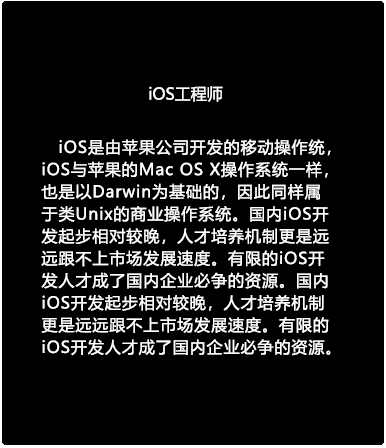 iOS工程师
iOS是由苹果公司开发的移动操作统，
iOS与苹果的Mac OS X操作系统一样，
也是以Darwin为基础的，因此同样属
于类Unix的商业操作系统。国内iOS开
发起步相对较晚，人才培养机制更是远
远跟不上市场发展速度。有限的iOS开
发人才成了国内企业必争的资源。国内
iOS开发起步相对较晚，人才培养机制
更是远远跟不上市场发展速度。有限的
iOS开发人才成了国内企业必争的资源。